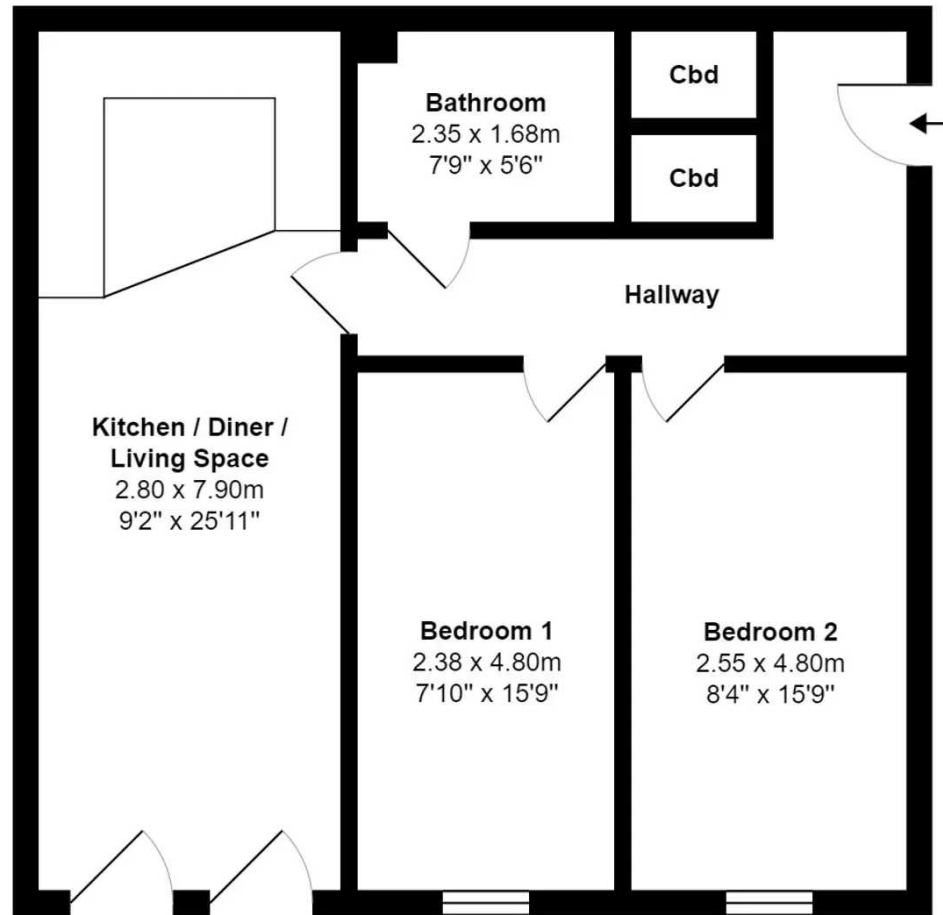 Bathroom
2.35 x 1.68m
7'9" x 5'6"
Cbd
Cbd
Hallway
Kitchen / Diner /
Living Space
2.80 x 7.90m
9'2" x 25'11"
Bedroom 1
2.38 x 4.80m
7'10" x 15'9"
Bedroom 2
2.55 x 4.80m
8'4" x 15'9"